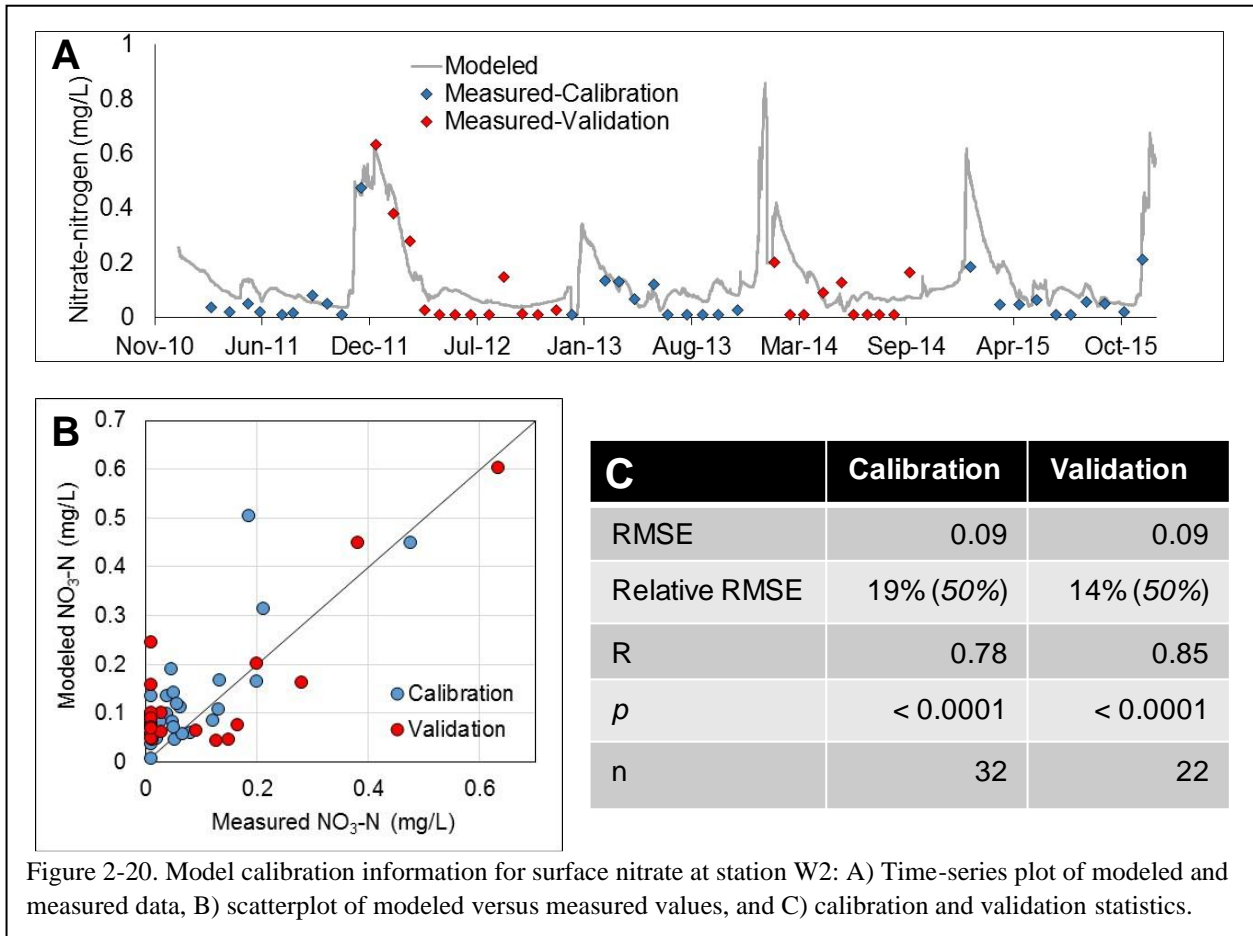 A
Nitrate-nitrogen (mg/L)
1
0.8
0.6
0.4
0.2
0
Modeled
Measured-Calibration
Measured-Validation
Nov-10 Jun-11 Dec-11 Jul-12 Jan-13 Aug-13 Mar-14 Sep-14 Apr-15 Oct-15
B
Modeled NO₃-N (mg/L)
0.7
0.6
0.5
0.4
0.3
0.2
0.1
0
Calibration
Validation
0 0.2 0.4 0.6
Measured NO₃-N (mg/L)
C Calibration Validation
RMSE 0.09 0.09
Relative RMSE 19% (50%) 14% (50%)
R 0.78 0.85
p < 0.0001 < 0.0001
n 32 22
Figure 2-20. Model calibration information for surface nitrate at station W2: A) Time-series plot of modeled and
measured data, B) scatterplot of modeled versus measured values, and C) calibration and validation statistics.